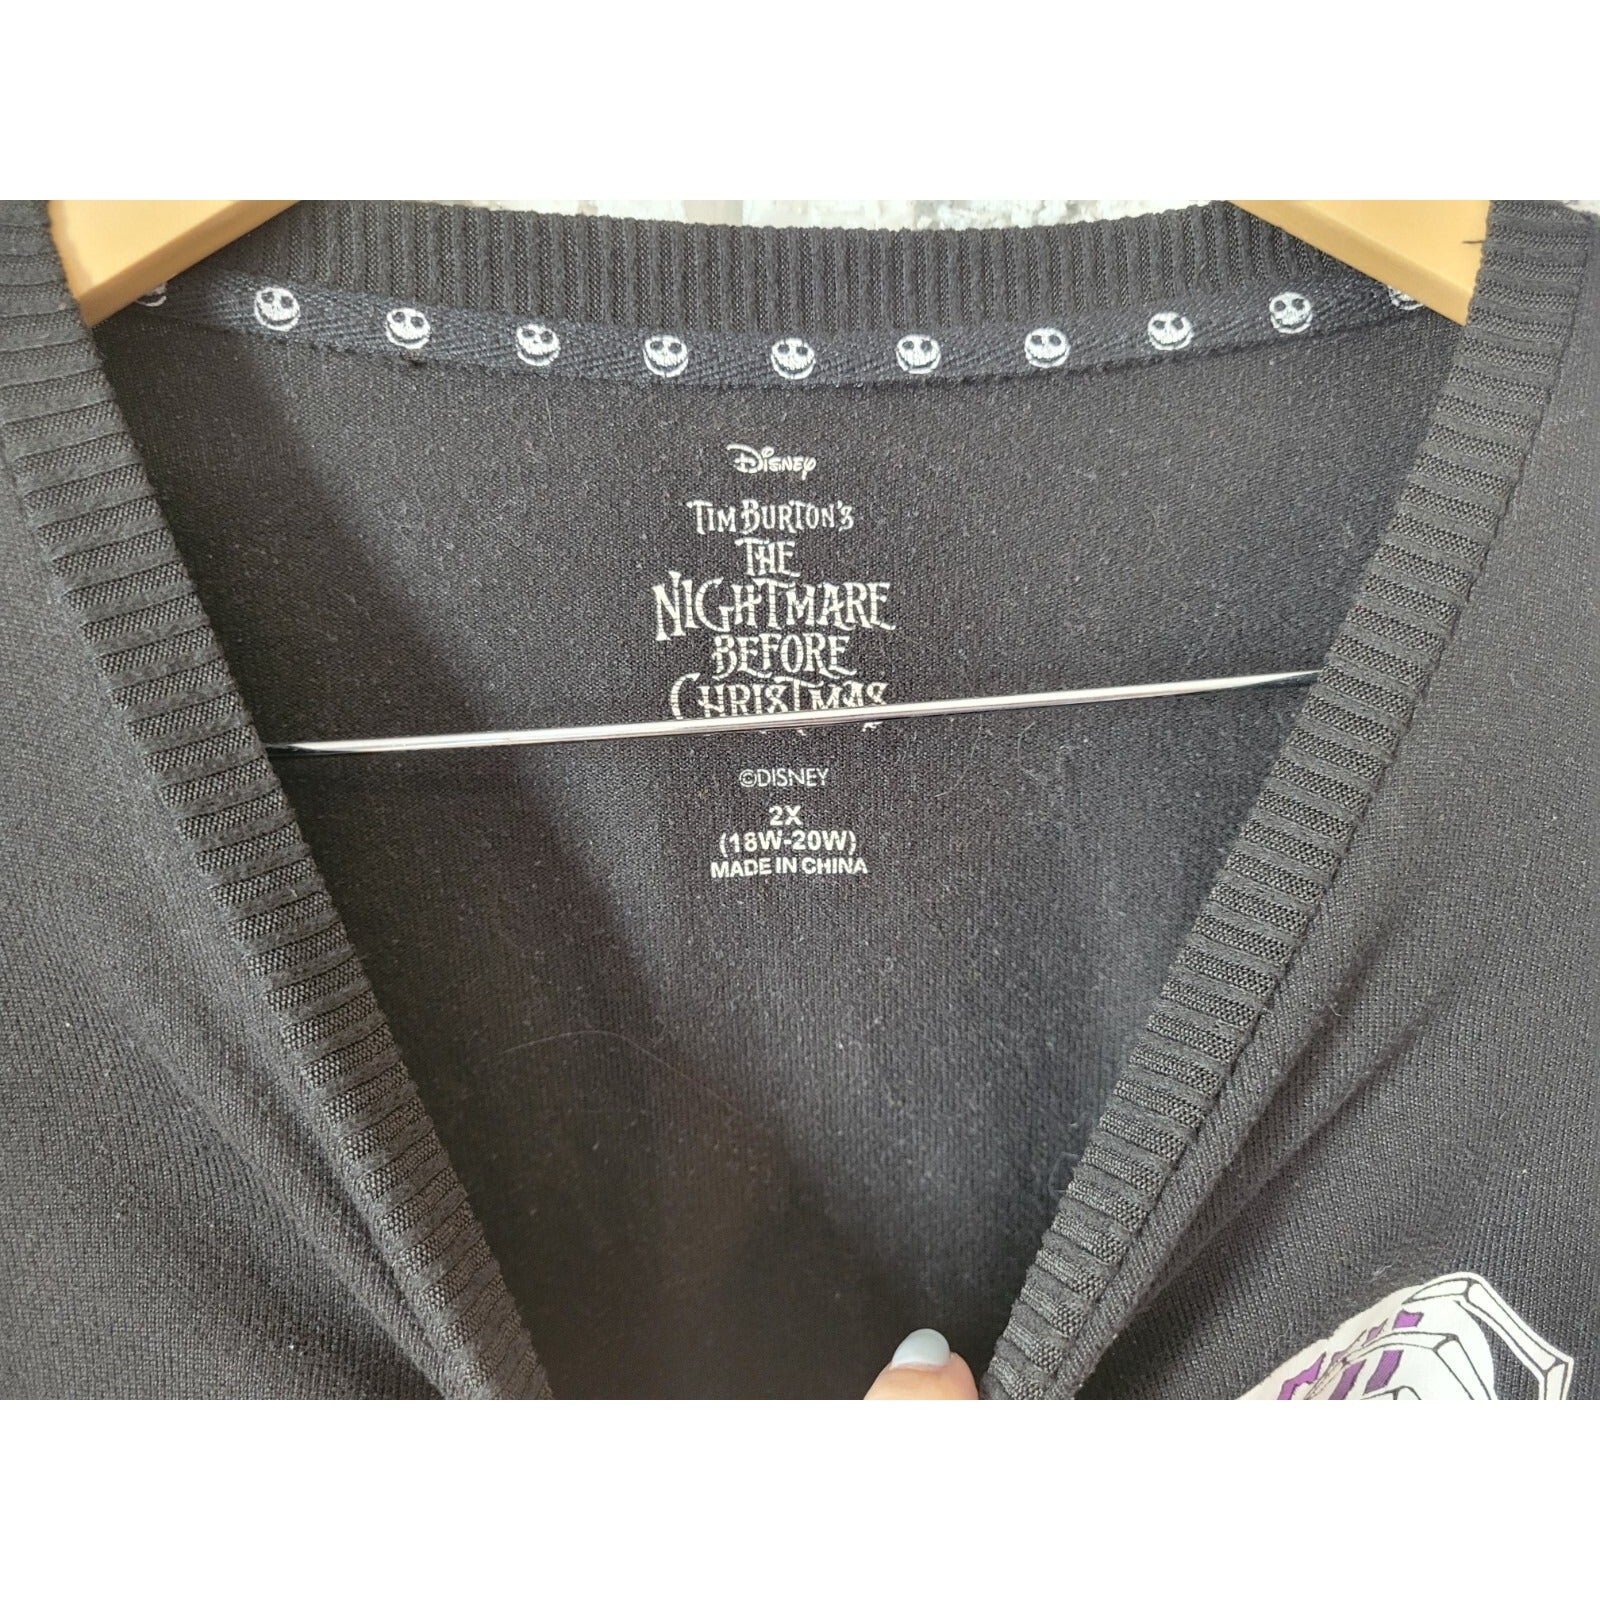 Disney
TIM BURTON'S
THE
NIGHTMARE
BEFORE
CHRISTMAS
©DISNEY
2X
(18W-20W)
MADE IN CHINA